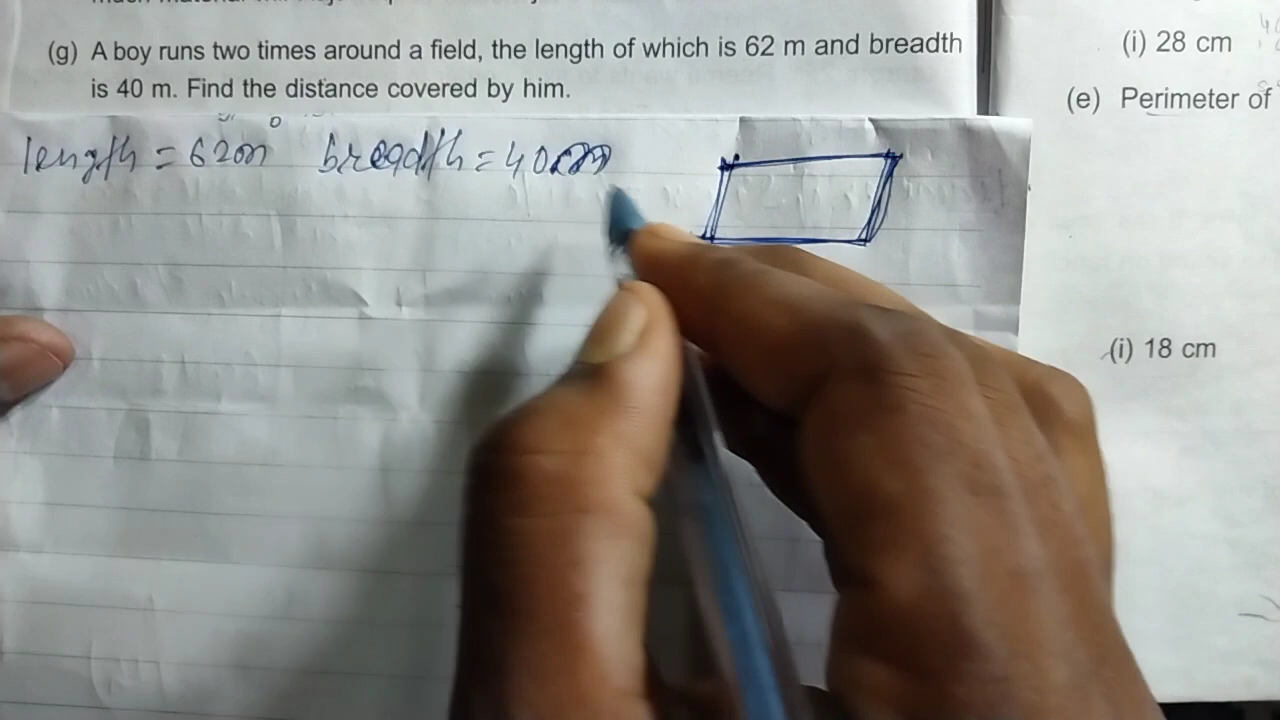 (g) A boy runs two times around a field, the length of which is 62 m and breadth
is 40 m. Find the distance covered by him.
length = 62m breadth = 40m
(i) 28 cm
(e) Perimeter of
(i) 18 cm